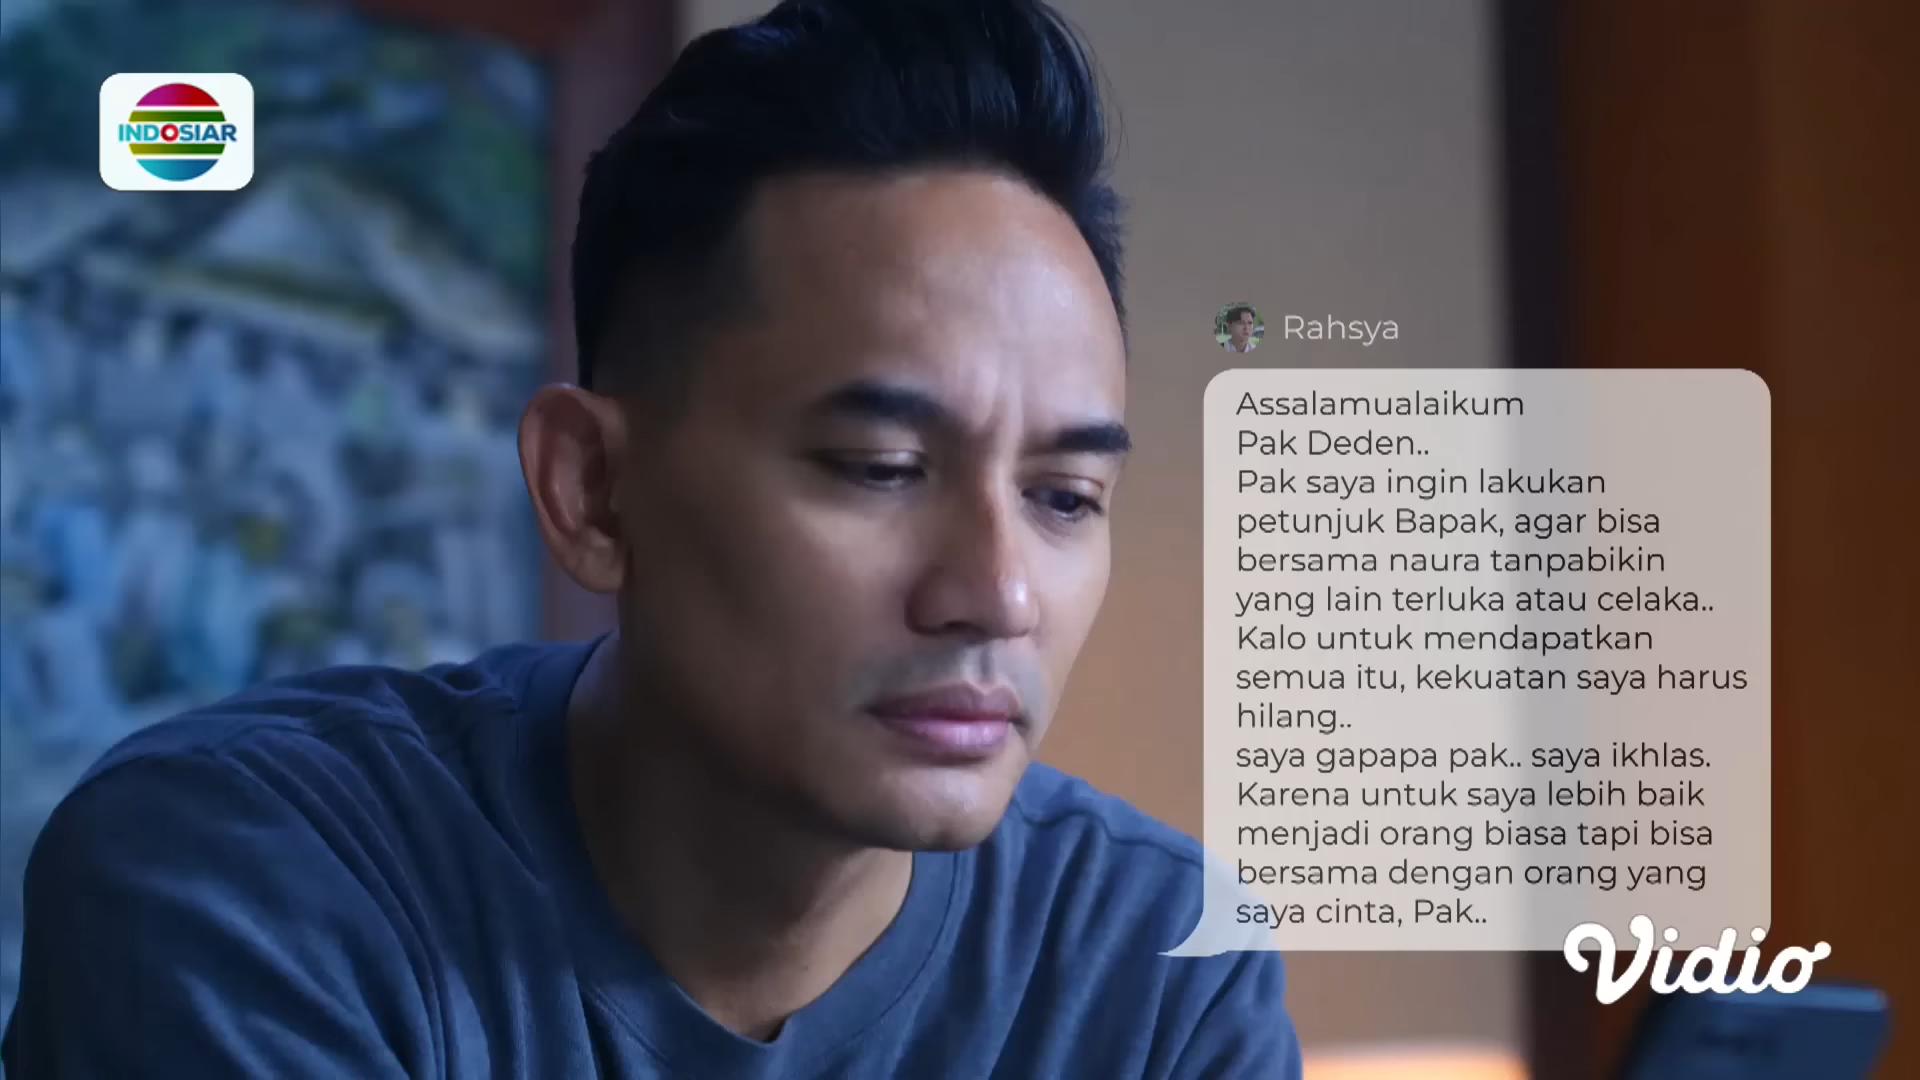 INDOSIAR
Rahsya
Assalamualaikum
Pak Deden..
Pak saya ingin lakukan
petunjuk Bapak, agar bisa
bersama naura tanpabikin
yang lain terluka atau celaka..
Kalo untuk mendapatkan
semua itu, kekuatan saya harus
hilang..
saya gapapa pak.. saya ikhlas.
Karena untuk saya lebih baik
menjadi orang biasa tapi bisa
bersama dengan orang yang
saya cinta, Pak..
Vidio